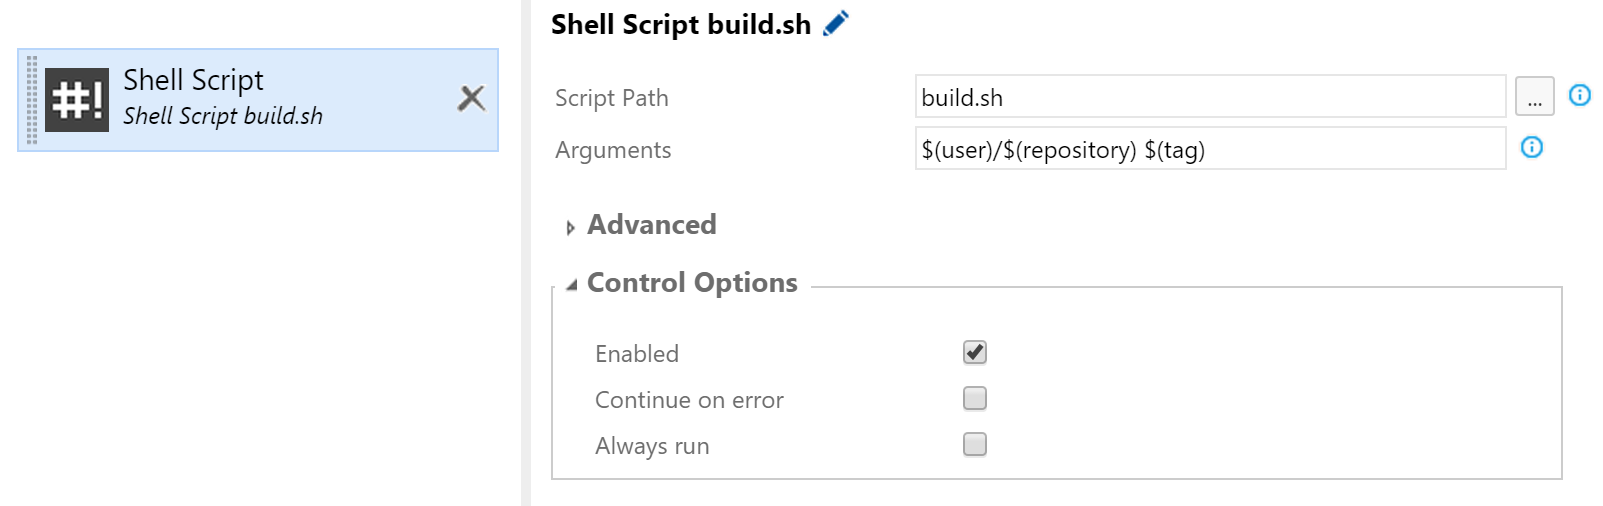 #!
Shell Script
Shell Script build.sh
Shell Script build.sh
Script Path
build.sh
...
Arguments
$(user)/$(repository) $(tag)
Advanced
Control Options
Enabled
Continue on error
Always run